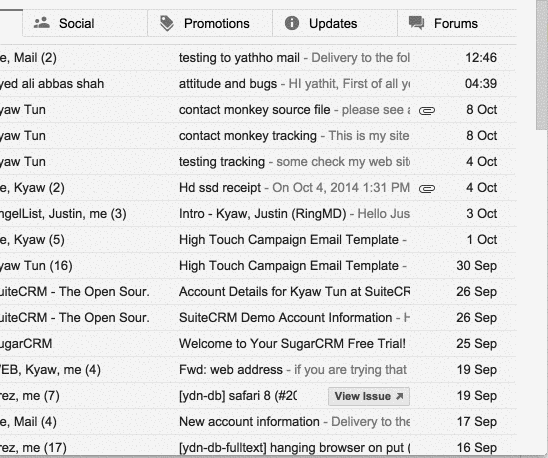 Social Promotions Updates Forums
e, Mail (2) testing to yathho mail - Delivery to the fol 12:46
yed ali abbas shah attitude and bugs - HI yathit, First of all ye 04:39
yaw Tun contact monkey source file - please see a 8 Oct
yaw Tun contact monkey tracking - This is my site 8 Oct
yaw Tun testing tracking - some check my web site 4 Oct
e, Kyaw (2) Hd ssd receipt - On Oct 4, 2014 1:31 PM, 4 Oct
ngelList, Justin, me (3) Intro - Kyaw, Justin (RingMD) - Hello Jus 3 Oct
e, Kyaw (5) High Touch Campaign Email Template - 1 Oct
yaw Tun (16) High Touch Campaign Email Template - 30 Sep
uiteCRM - The Open Sour. Account Details for Kyaw Tun at SuiteCR 26 Sep
uiteCRM - The Open Sour. SuiteCRM Demo Account Information - H 26 Sep
ugarCRM Welcome to Your SugarCRM Free Trial! 25 Sep
/EB, Kyaw, me (4) Fwd: web address - if you are trying that 19 Sep
rez, me (7) [ydn-db] safari 8 (#20 View Issue 19 Sep
e, Mail (4) New account information - Delivery to the 17 Sep
rez, me (17) [ydn-db-fulltext] hanging browser on put ( 16 Sep